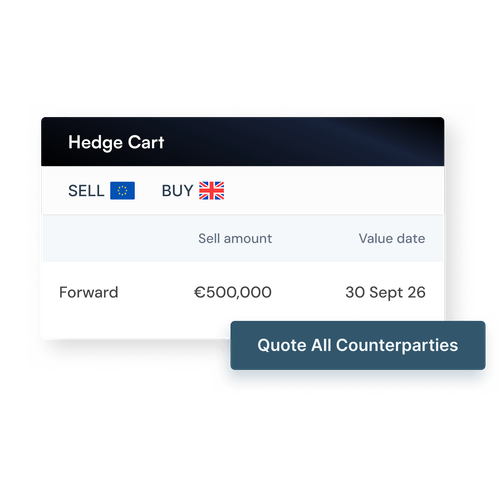 Hedge Cart
SELL BUY
Sell amount Value date
Forward €500,000 30 Sept 26
Quote All Counterparties